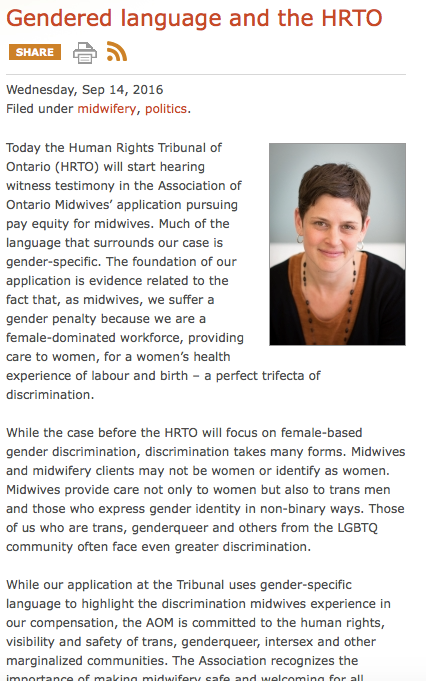 Gendered language and the HRTO
SHARE
Wednesday, Sep 14, 2016
Filed under midwifery, politics.
Today the Human Rights Tribunal of
Ontario (HRTO) will start hearing
witness testimony in the Association of
Ontario Midwives’ application pursuing
pay equity for midwives. Much of the
language that surrounds our case is
gender-specific. The foundation of our
application is evidence related to the
fact that, as midwives, we suffer a
gender penalty because we are a
female-dominated workforce, providing
care to women, for a women’s health
experience of labour and birth – a perfect trifecta of
discrimination.
While the case before the HRTO will focus on female-based
gender discrimination, discrimination takes many forms. Midwives
and midwifery clients may not be women or identify as women.
Midwives provide care not only to women but also to trans men
and those who express gender identity in non-binary ways. Those
of us who are trans, genderqueer and others from the LGBTQ
community often face even greater discrimination.
While our application at the Tribunal uses gender-specific
language to highlight the discrimination midwives experience in
our compensation, the AOM is committed to the human rights,
visibility and safety of trans, genderqueer, intersex and other
marginalized communities. The Association recognizes the
importance of making midwifery safe and welcoming for all